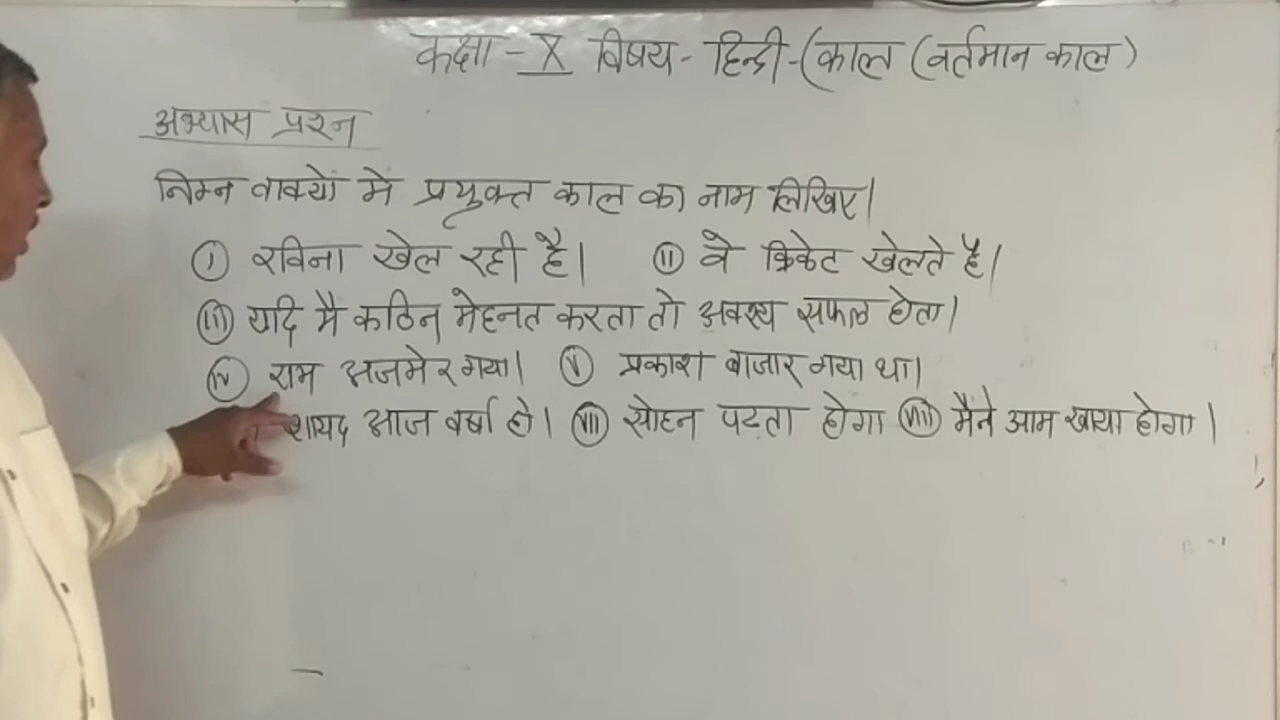 कक्षा - X विषय - हिन्दी - (काल (वर्तमान काल)
अभ्यास प्रश्न
निम्न वाक्यों में प्रयुक्त काल का नाम लिखिए।
(i) रविना खेल रही है। (ii) वे क्रिकेट खेलते है।
(iii) यदि मै कठिन मेहनत करता तो अवश्य सफल होता।
(iv) राम अजमेर गया। (v) प्रकाश बाजार गया था।
शायद आज वर्षा हो। (vii) सोहन पढता होगा (viii) मैंने आम खाया होगा।